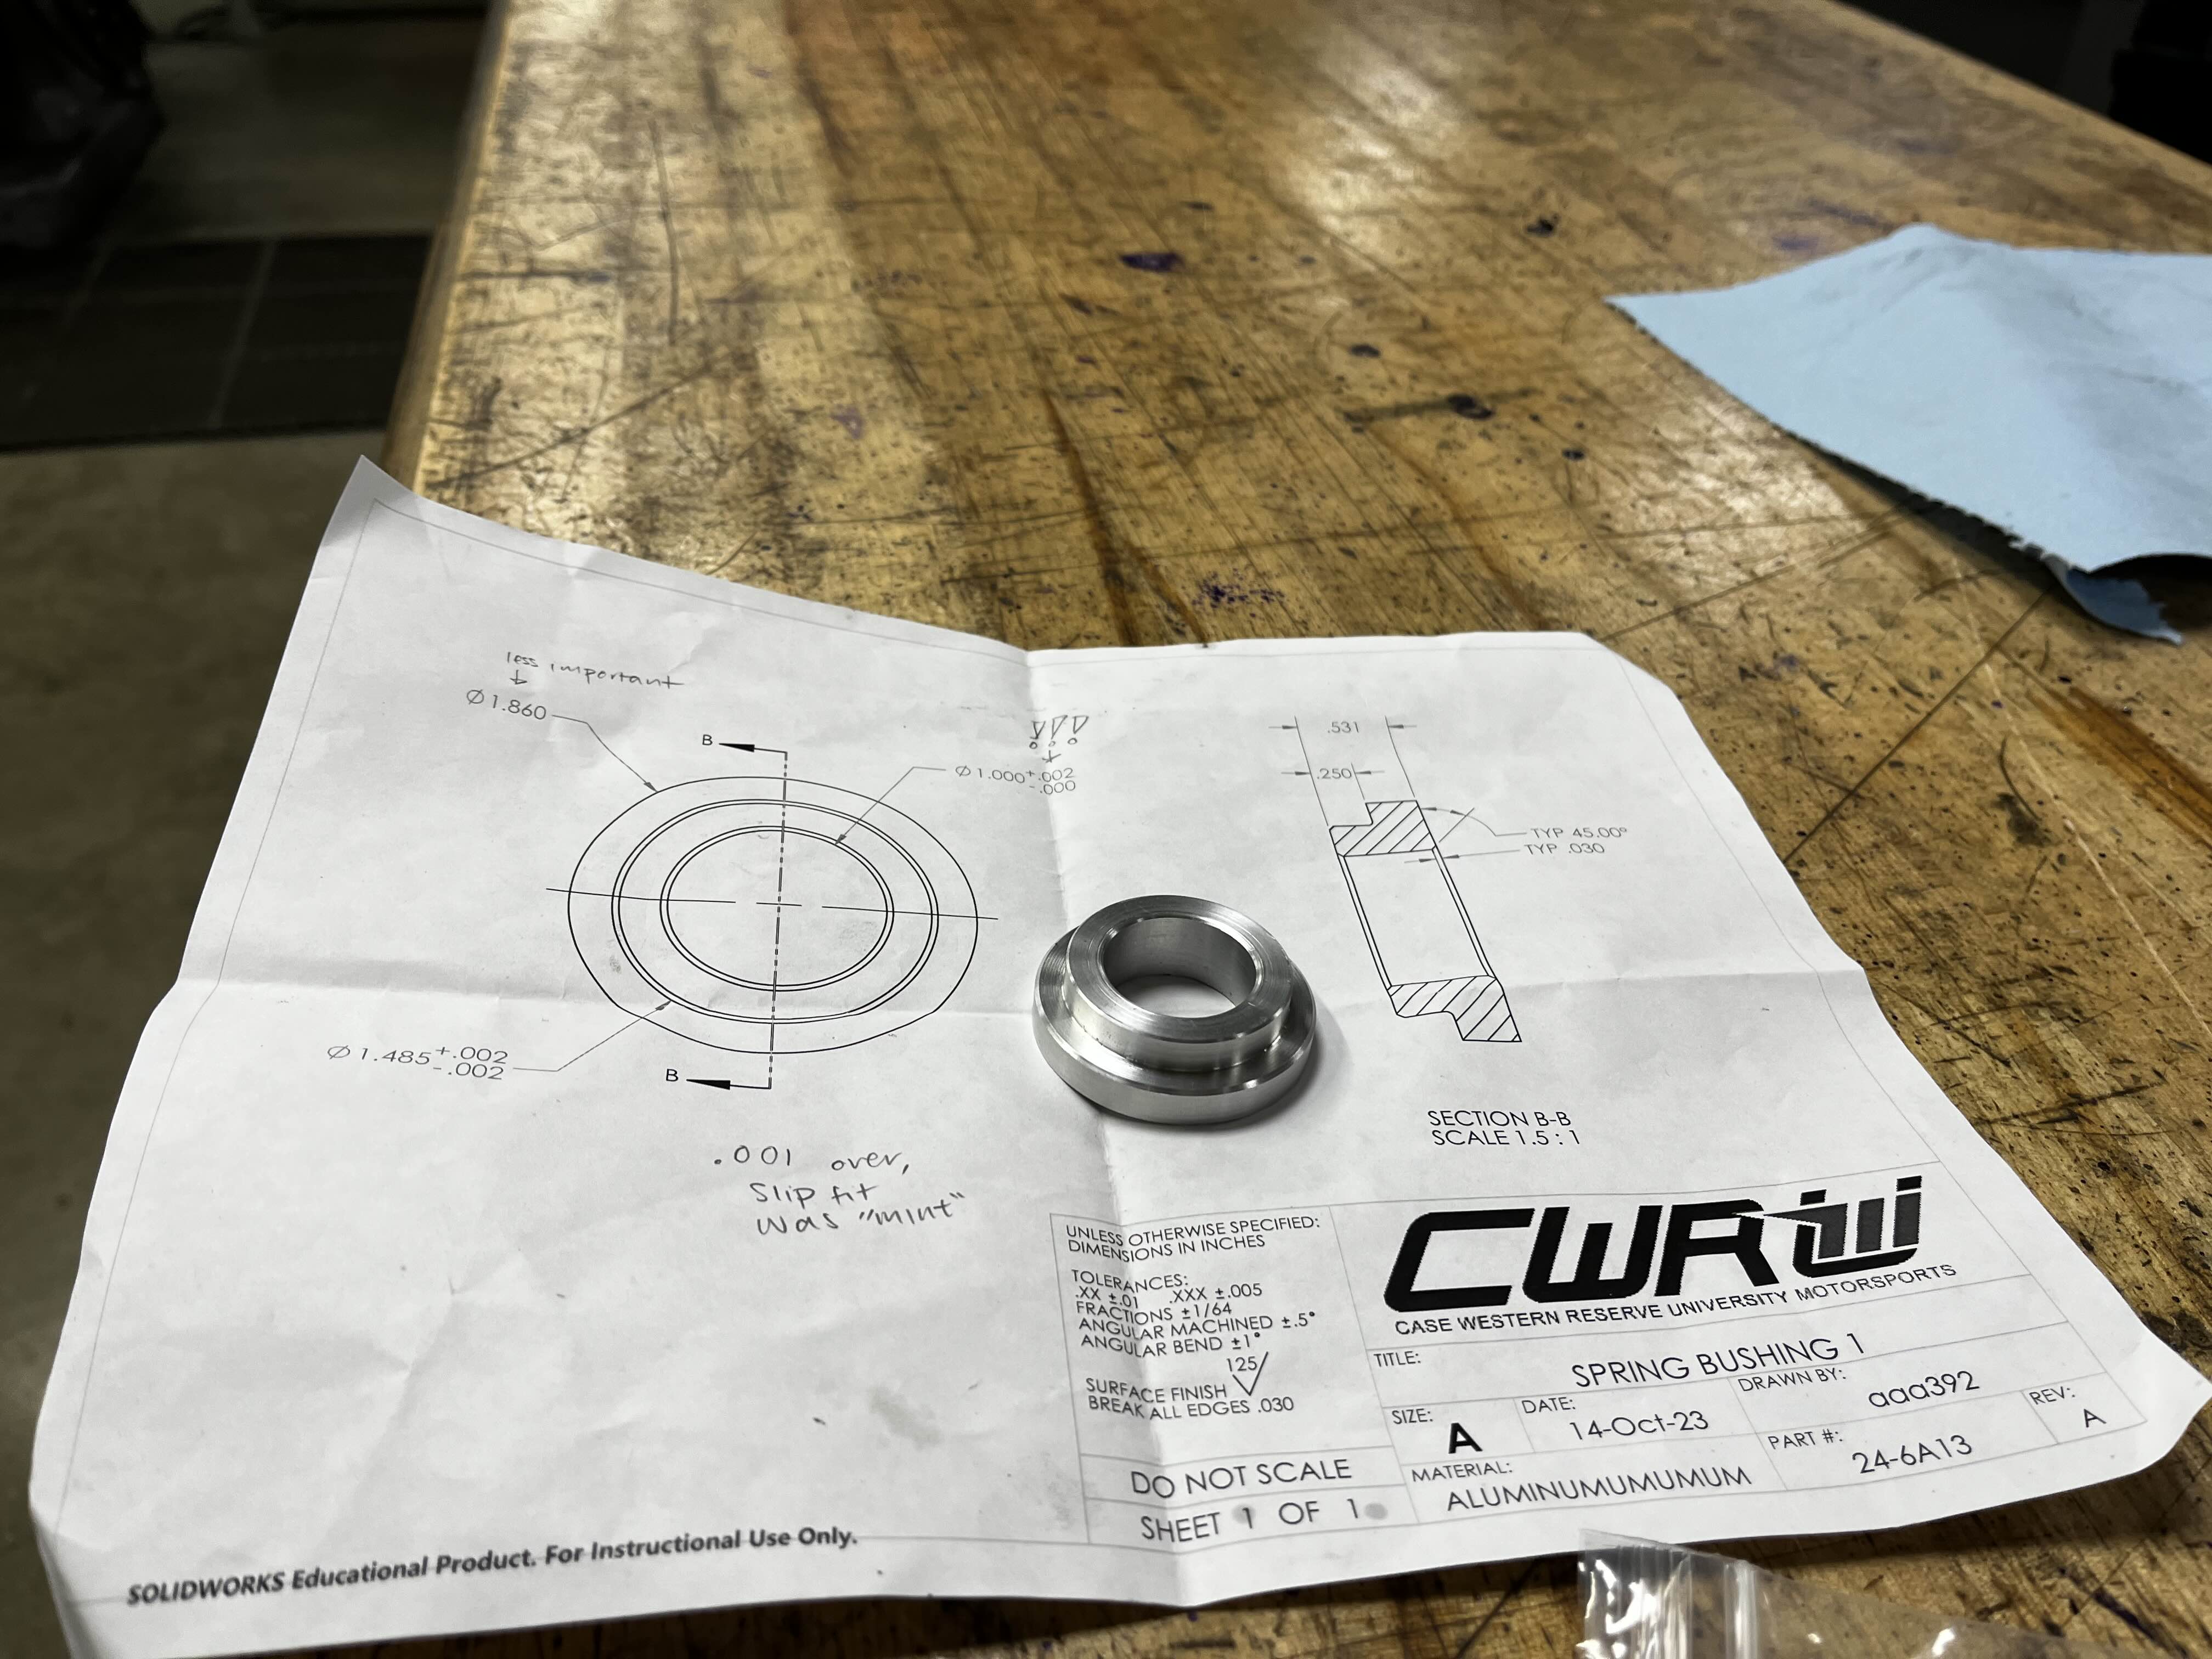 less important
Ø1.860
B
!!!
Ø1.000+.002
-.000
.531
.250
TYP 45.00°
TYP .030
Ø1.485+.002
-.002
B
.001 over,
slip fit
was "mint"
SECTION B-B
SCALE 1.5 : 1
UNLESS OTHERWISE SPECIFIED:
DIMENSIONS IN INCHES
TOLERANCES:
.XX ±.01 .XXX ±.005
FRACTIONS ±1/64
ANGULAR MACHINED ±.5°
ANGULAR BEND ±1°
125
SURFACE FINISH
BREAK ALL EDGES .030
DO NOT SCALE
SHEET 1 OF 1
CWRU
CASE WESTERN RESERVE UNIVERSITY MOTORSPORTS
TITLE:
SPRING BUSHING 1
SIZE:
A
DATE:
14-Oct-23
DRAWN BY:
aaa392
MATERIAL:
ALUMINUMUMUMUM
PART #:
24-6A13
REV:
A
SOLIDWORKS Educational Product. For Instructional Use Only.